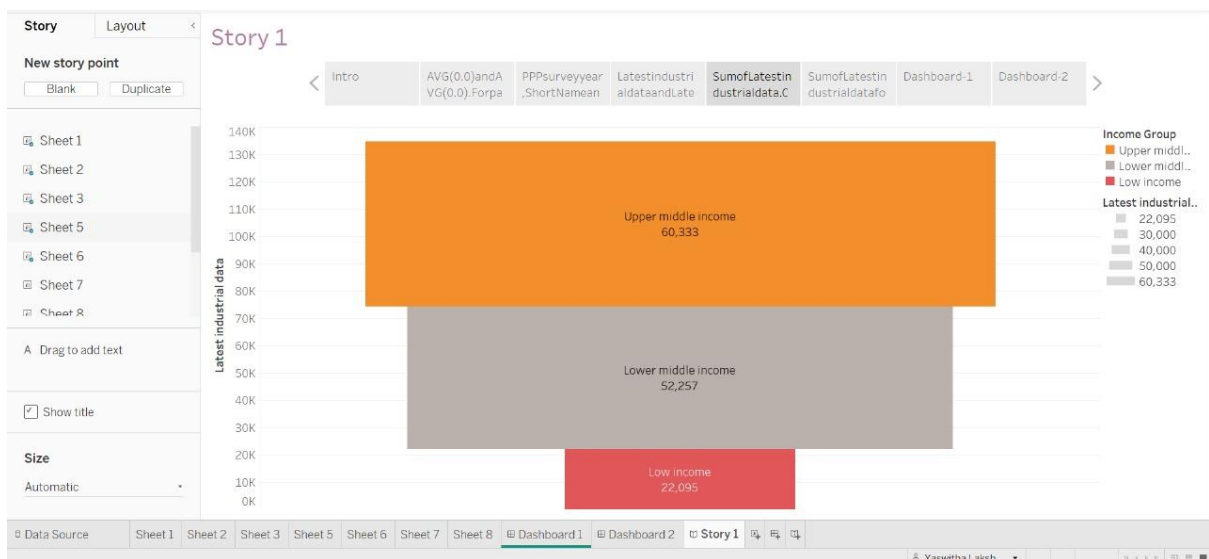 Story
Layout
New story point
Blank
Duplicate
Sheet 1
Sheet 2
Sheet 3
Sheet 5
Sheet 6
Sheet 7
Sheet 8
A Drag to add text
Show title
Size
Automatic
Story 1
Intro
AVG(0.0)andA
VG(0.0).Forpa
PPPsurveyyear
,ShortNamean
Latestindustri
aldataandLate
SumofLatestin
dustrialdata.C
SumofLatestin
dustrialdatafo
Dashboard-1
Dashboard-2
Latest industrial data
140K
130K
120K
110K
100K
90K
80K
70K
60K
50K
40K
30K
20K
10K
0K
Upper middle income
60,333
Lower middle income
52,257
Low income
22,095
Income Group
Upper middl..
Lower middl..
Low income
Latest industrial..
22,095
30,000
40,000
50,000
60,333
Data Source Sheet 1 Sheet 2 Sheet 3 Sheet 5 Sheet 6 Sheet 7 Sheet 8 Dashboard 1 Dashboard 2 Story 1
Yaswitha Laksh..